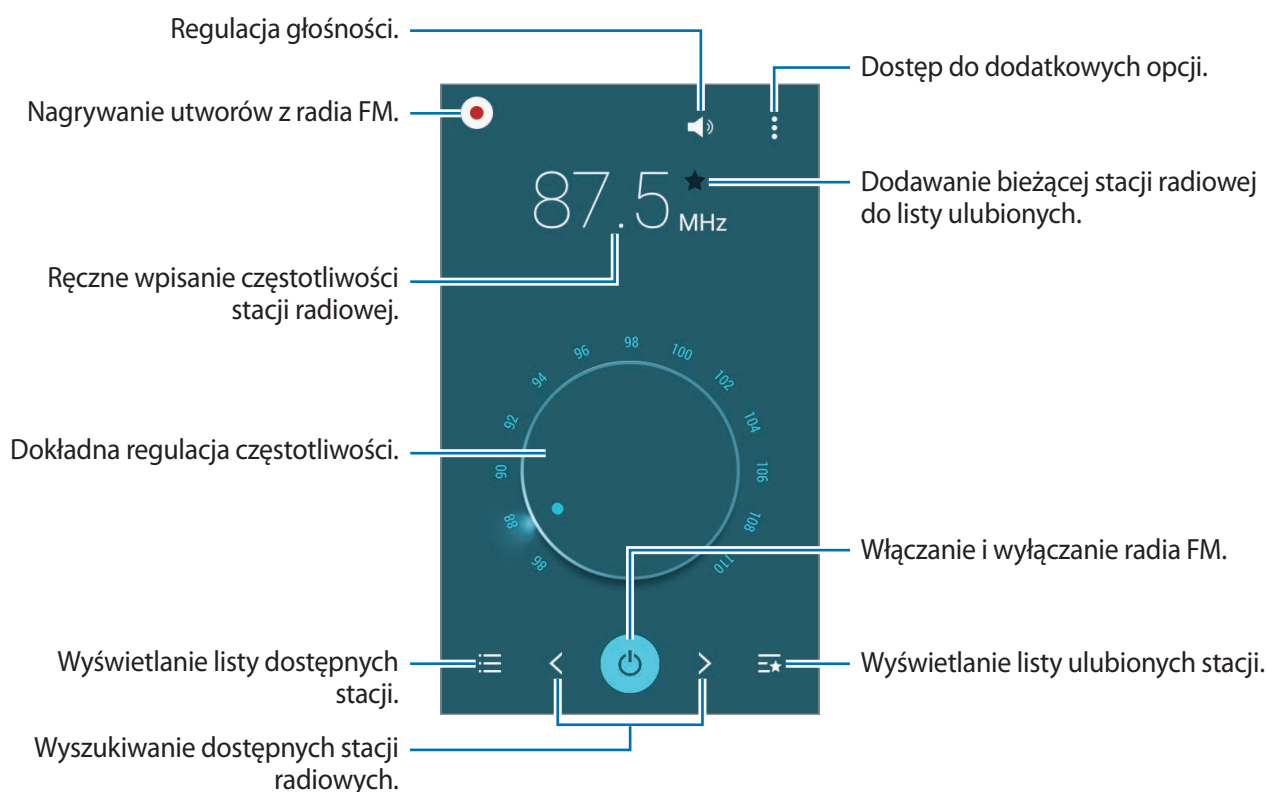 Regulacja głośności.
Dostęp do dodatkowych opcji.
Nagrywanie utworów z radia FM.
87.5 MHz
Dodawanie bieżącej stacji radiowej
do listy ulubionych.
Ręczne wpisanie częstotliwości
stacji radiowej.
86
88
90
92
94
96
98
100
102
104
106
108
110
Dokładna regulacja częstotliwości.
Włączanie i wyłączanie radia FM.
Wyświetlanie listy dostępnych
stacji.
Wyświetlanie listy ulubionych stacji.
Wyszukiwanie dostępnych stacji
radiowych.